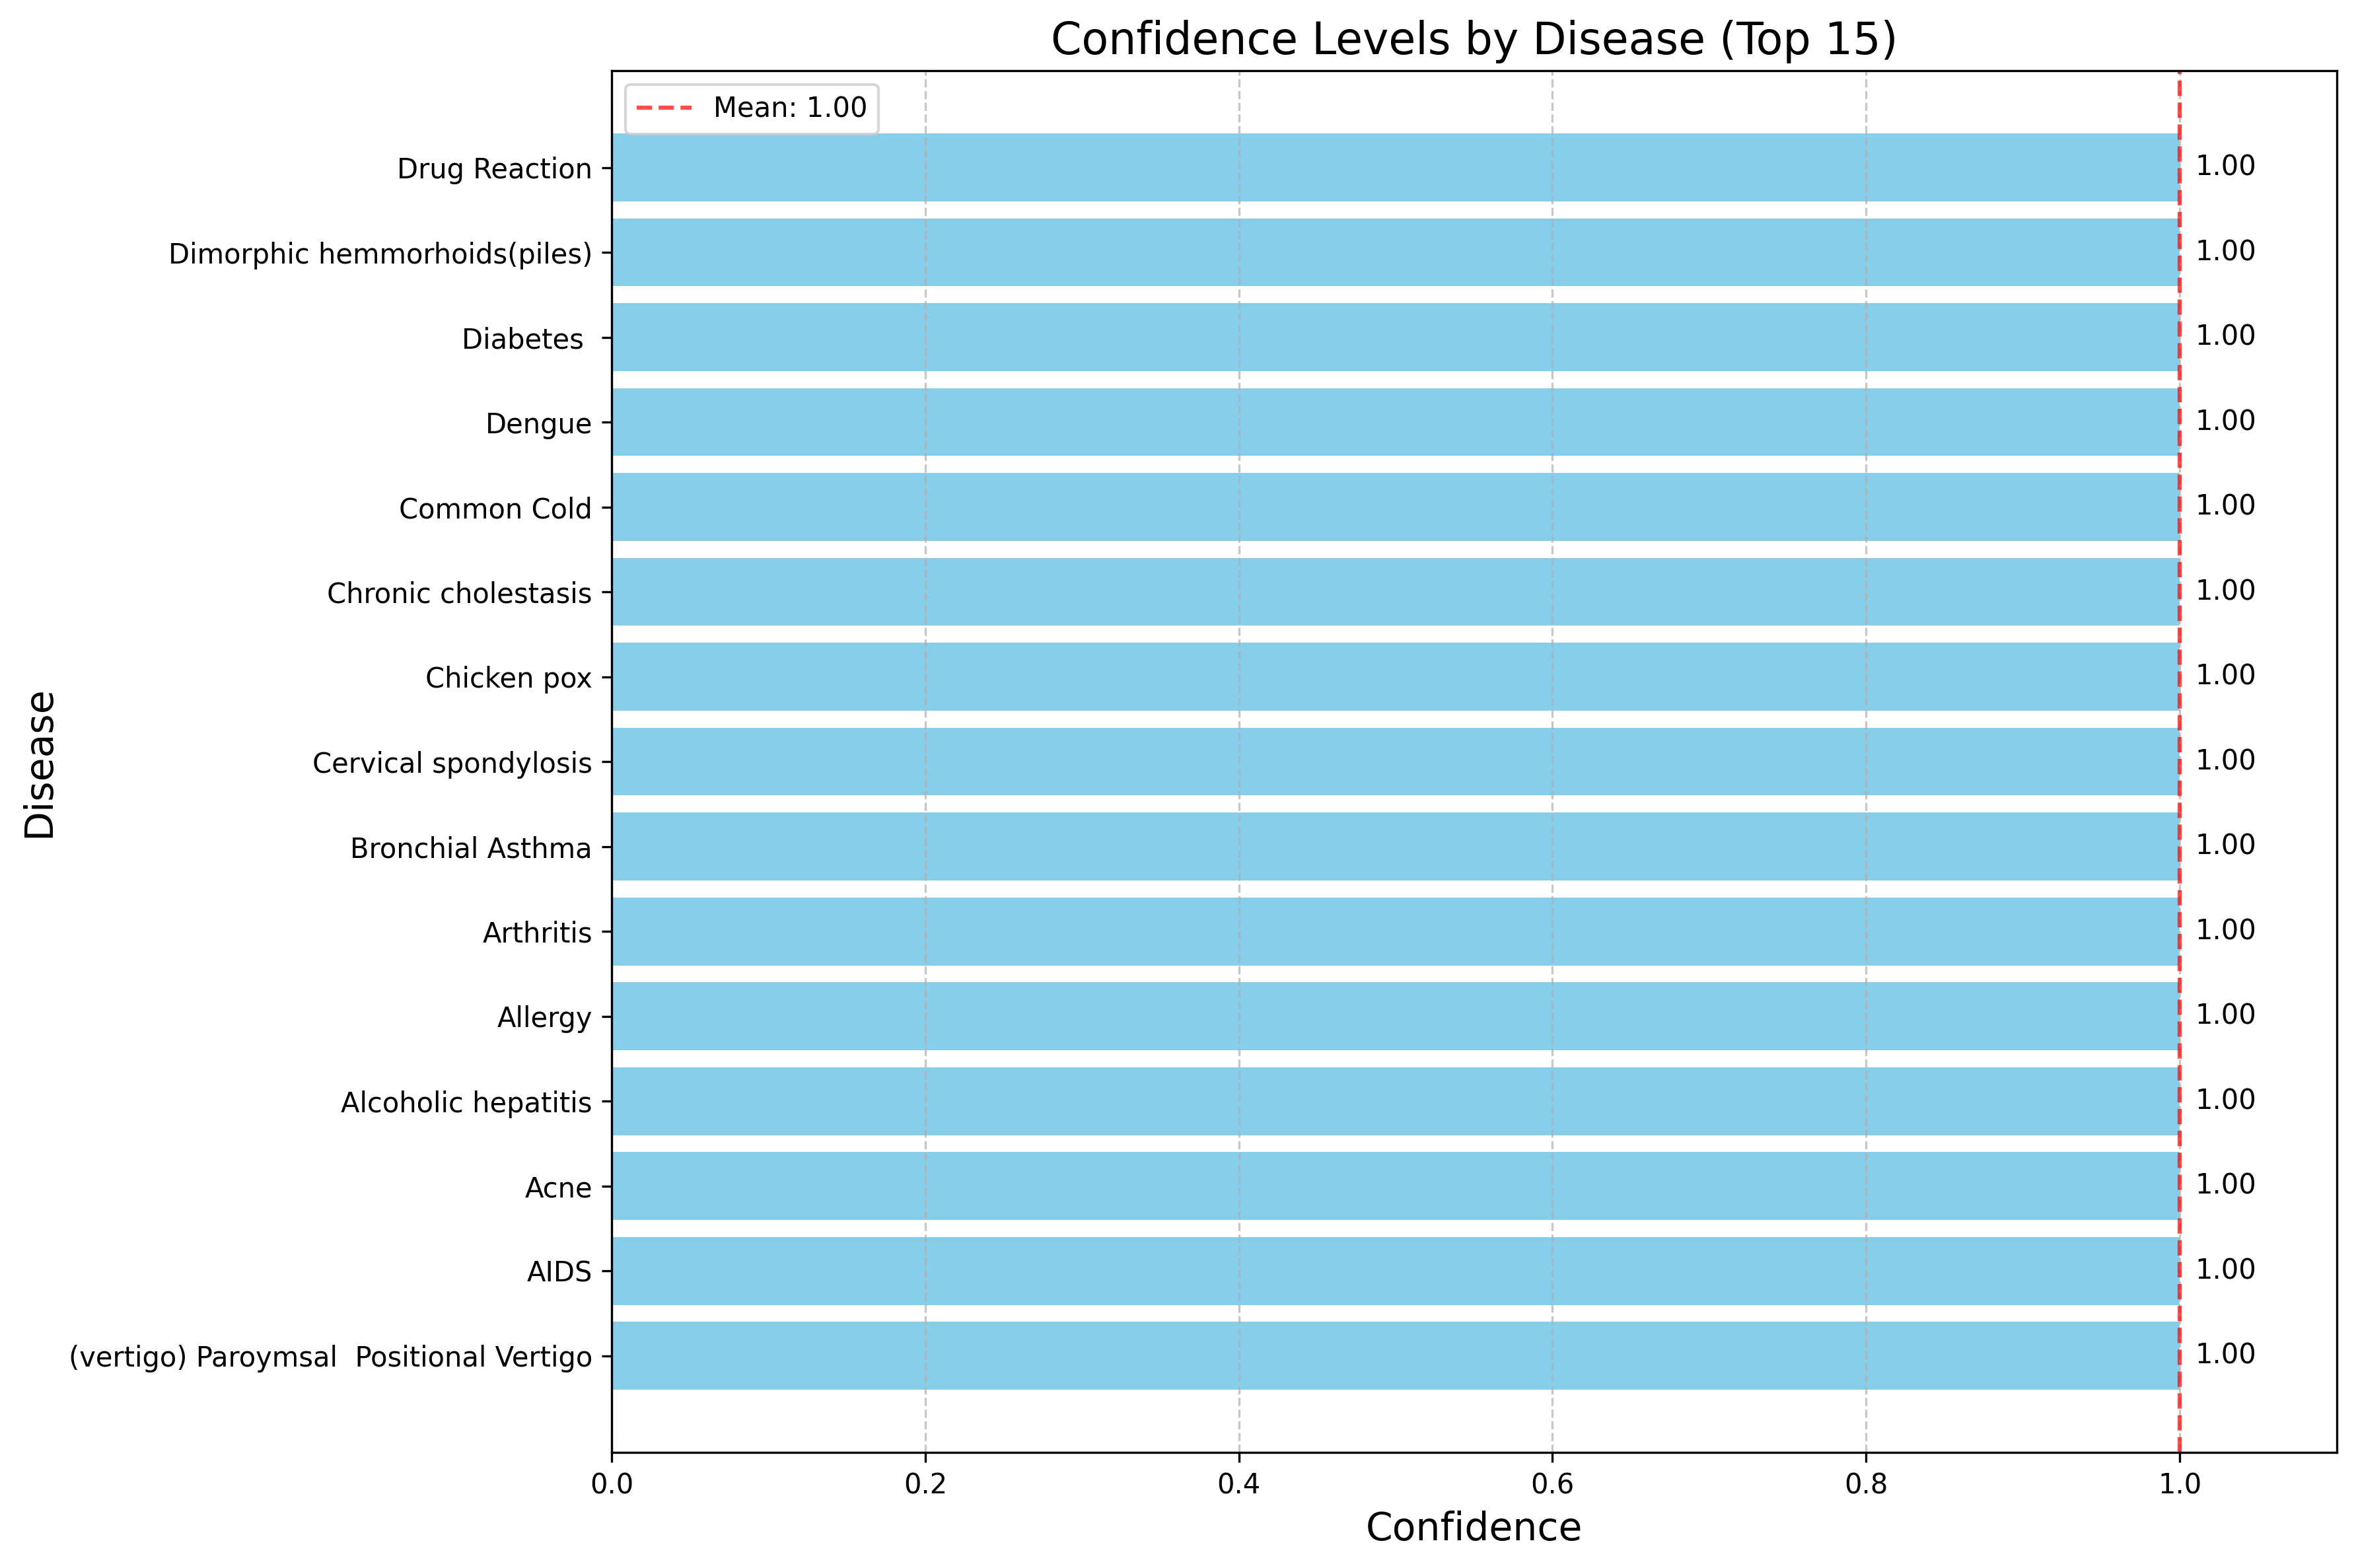 Confidence Levels by Disease (Top 15)
Mean: 1.00
Drug Reaction 1.00
Dimorphic hemmorhoids(piles) 1.00
Diabetes 1.00
Dengue 1.00
Common Cold 1.00
Chronic cholestasis 1.00
Chicken pox 1.00
Cervical spondylosis 1.00
Bronchial Asthma 1.00
Arthritis 1.00
Allergy 1.00
Alcoholic hepatitis 1.00
Acne 1.00
AIDS 1.00
(vertigo) Paroymsal  Positional Vertigo 1.00
Disease
0.0 0.2 0.4 0.6 0.8 1.0
Confidence